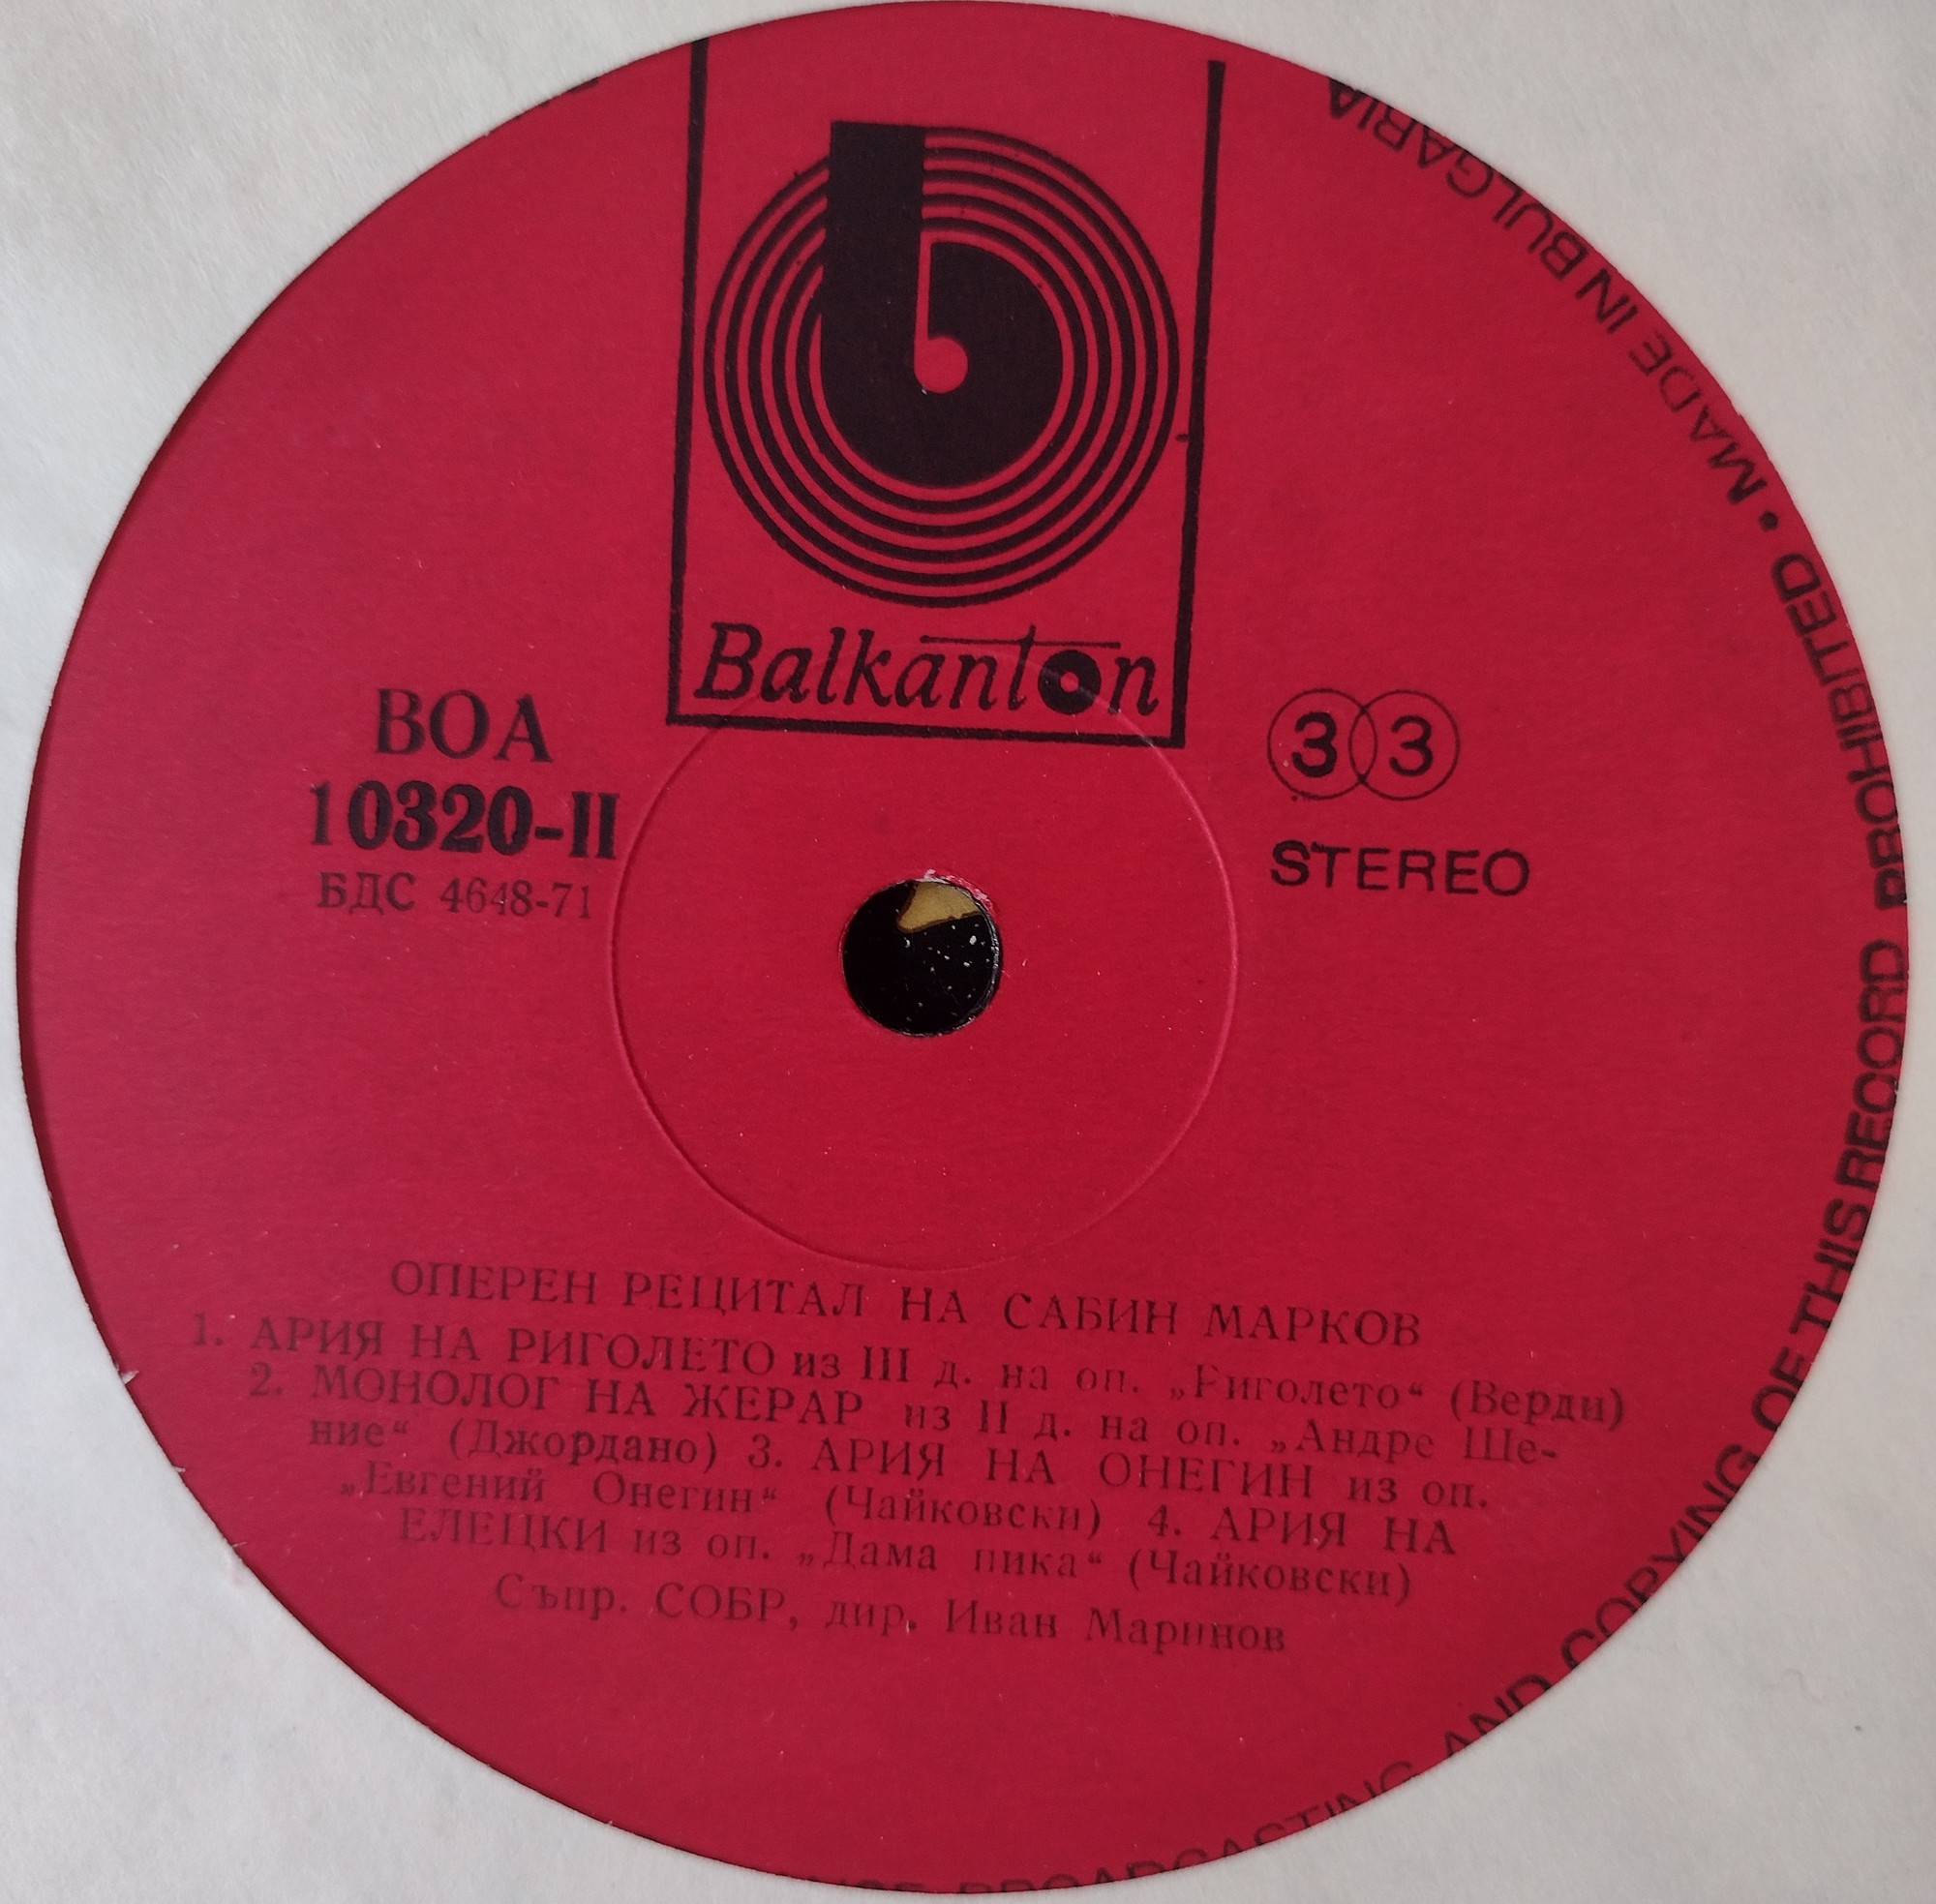 b
Balkanton
ВОА
10320-II
БДС 4648-71
33
STEREO
ОПЕРЕН РЕЦИТАЛ НА САБИН МАРКОВ
1. АРИЯ НА РИГОЛЕТО из III д. на оп. „Риголето“ (Верди)
2. МОНОЛОГ НА ЖЕРАР из II д. на оп. „Андре Ше-
ние“ (Джордано) 3. АРИЯ НА ОНЕГИН из оп.
„Евгений Онегин“ (Чайковски) 4. АРИЯ НА
ЕЛЕЦКИ из оп. „Дама пика“ (Чайковски)
Съпр. СОБР, дир. Иван Маринов
BROADCASTING AND COPYING OF THIS RECORD PROHIBITED • MADE IN BULGARIA